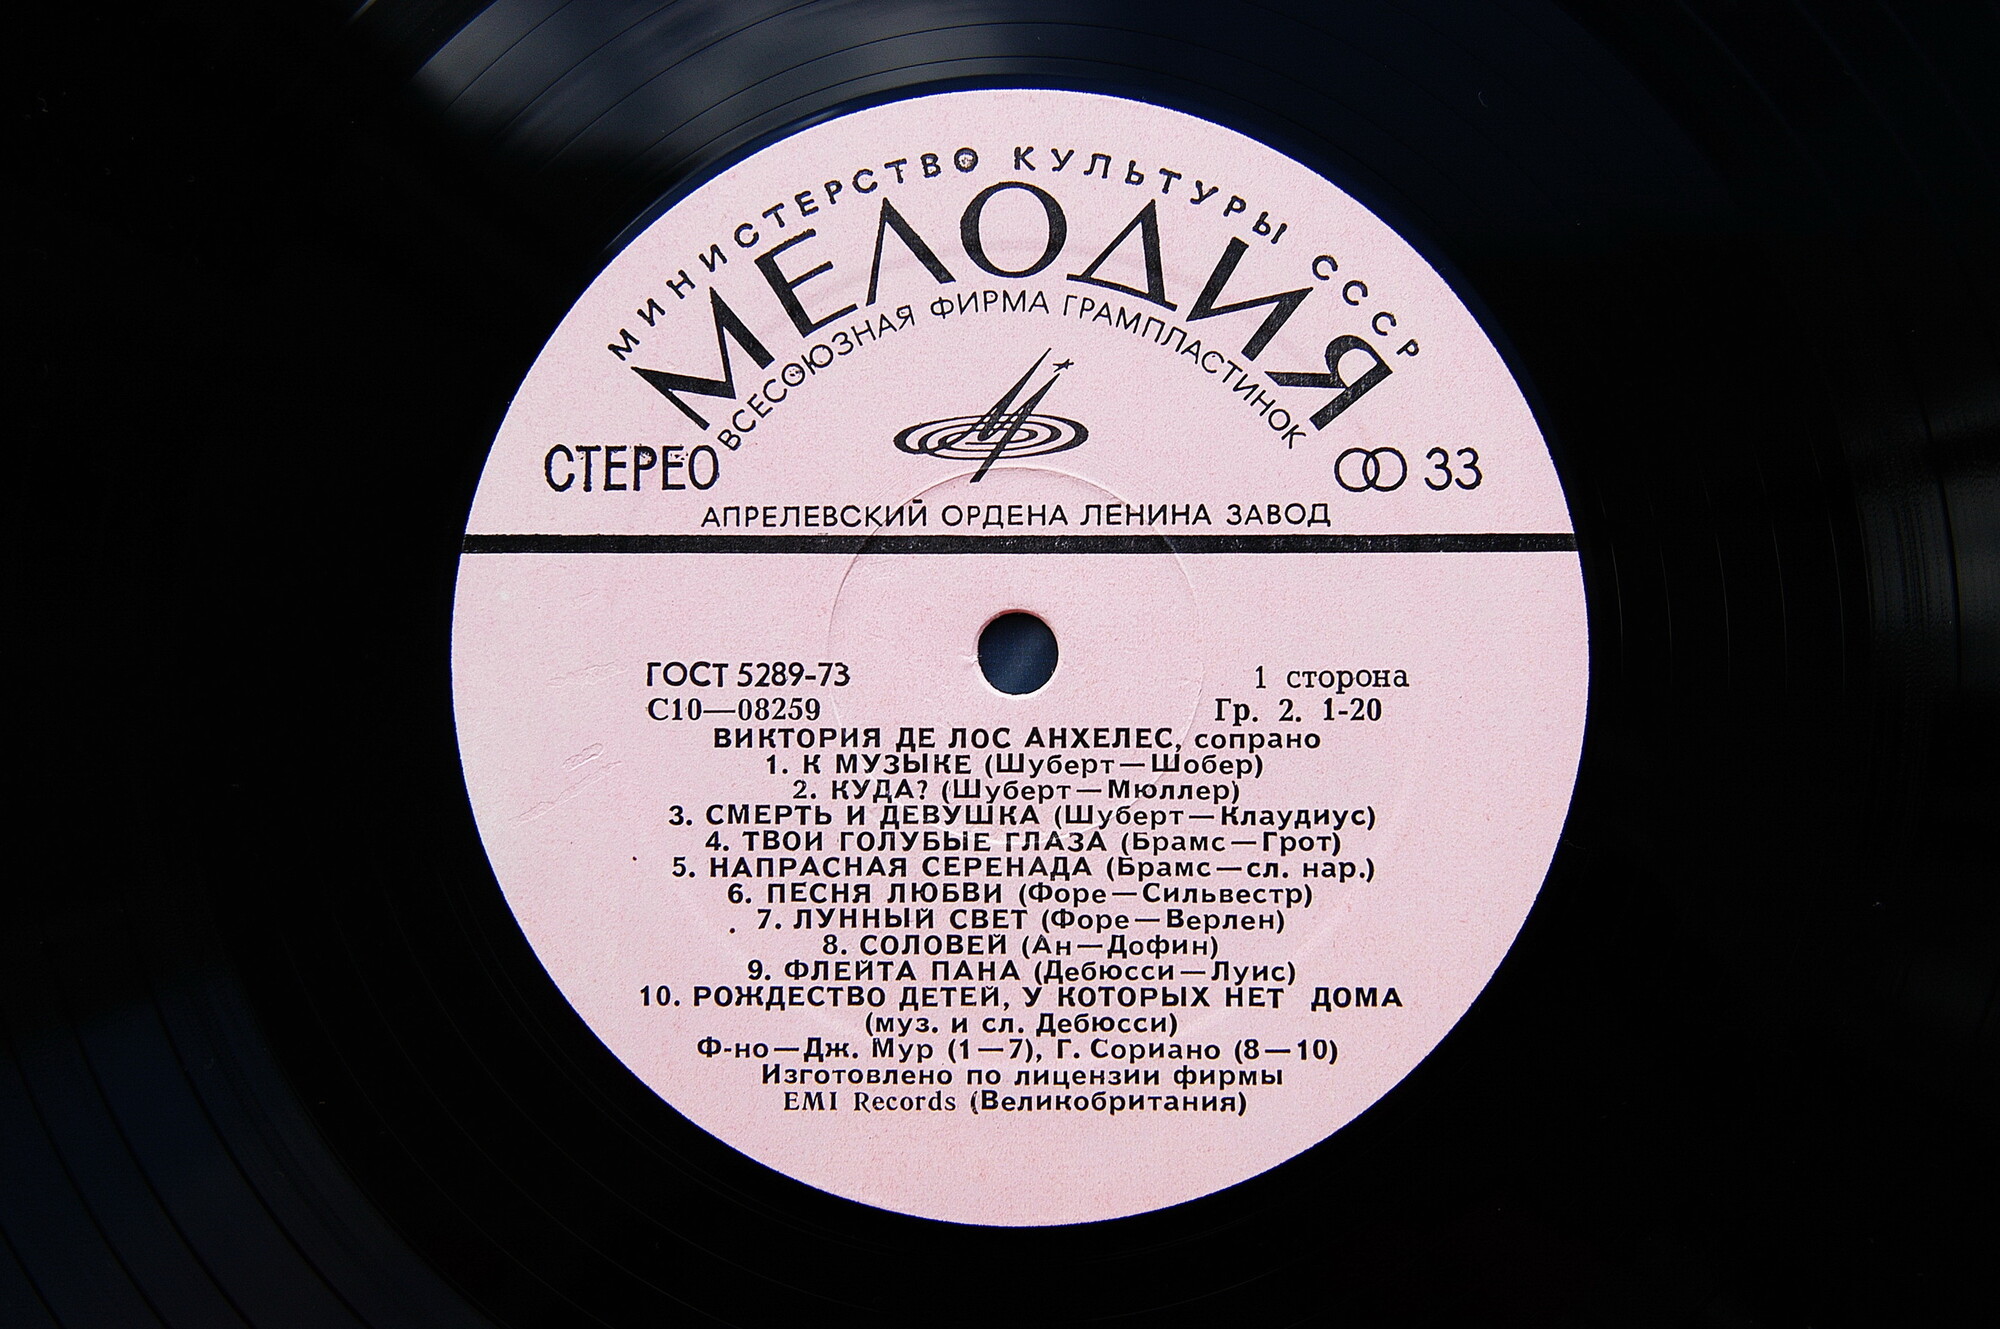 МИНИСТЕРСТВО КУЛЬТУРЫ СССР
МЕЛОДИЯ
ВСЕСОЮЗНАЯ ФИРМА ГРАМПЛАСТИНОК
СТЕРЕО 33
АПРЕЛЕВСКИЙ ОРДЕНА ЛЕНИНА ЗАВОД
ГОСТ 5289-73 1 сторона
С10—08259 Гр. 2. 1-20
ВИКТОРИЯ ДЕ ЛОС АНХЕЛЕС, сопрано
1. К МУЗЫКЕ (Шуберт—Шобер)
2. КУДА? (Шуберт—Мюллер)
3. СМЕРТЬ И ДЕВУШКА (Шуберт—Клаудиус)
4. ТВОИ ГОЛУБЫЕ ГЛАЗА (Брамс—Грот)
5. НАПРАСНАЯ СЕРЕНАДА (Брамс—сл. нар.)
6. ПЕСНЯ ЛЮБВИ (Форе—Сильвестр)
7. ЛУННЫЙ СВЕТ (Форе—Верлен)
8. СОЛОВЕЙ (Ан—Дофин)
9. ФЛЕЙТА ПАНА (Дебюсси—Луис)
10. РОЖДЕСТВО ДЕТЕЙ, У КОТОРЫХ НЕТ ДОМА
(муз. и сл. Дебюсси)
Ф-но—Дж. Мур (1—7), Г. Сориано (8—10)
Изготовлено по лицензии фирмы
EMI Records (Великобритания)